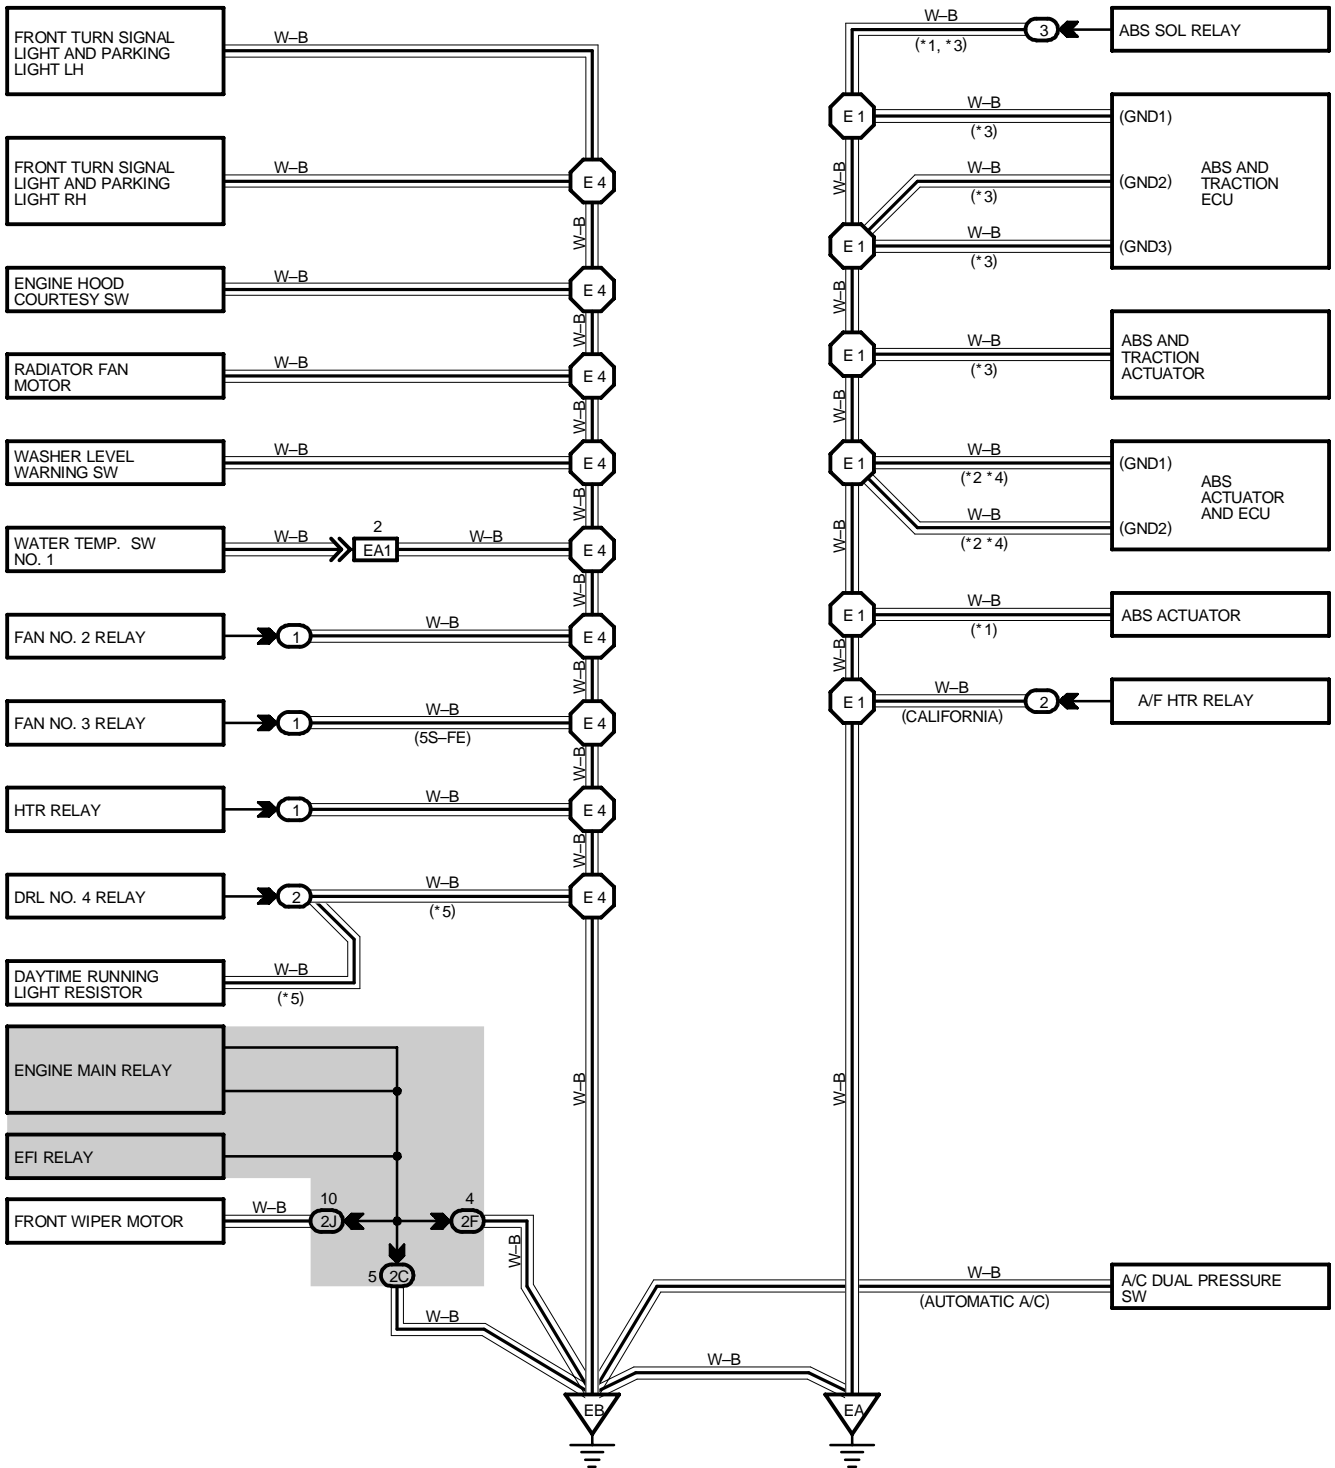 FRONT TURN SIGNAL
LIGHT AND PARKING
LIGHT LH
W–B
FRONT TURN SIGNAL
LIGHT AND PARKING
LIGHT RH
W–B
E 4
W–B
ENGINE HOOD
COURTESY SW
W–B
E 4
W–B
RADIATOR FAN
MOTOR
W–B
E 4
W–B
WASHER LEVEL
WARNING SW
W–B
E 4
W–B
WATER TEMP. SW
NO. 1
W–B
2
EA1
W–B
E 4
W–B
FAN NO. 2 RELAY
1
W–B
E 4
W–B
FAN NO. 3 RELAY
1
W–B
(5S–FE)
E 4
W–B
HTR RELAY
1
W–B
E 4
W–B
DRL NO. 4 RELAY
2
W–B
(*5)
E 4
DAYTIME RUNNING
LIGHT RESISTOR
W–B
(*5)
ENGINE MAIN RELAY
W–B
EFI RELAY
FRONT WIPER MOTOR
W–B
10
2J
4
2F
W–B
5
2C
W–B
EB
W–B
(*1, *3)
3
ABS SOL RELAY
E 1
W–B
(*3)
(GND1)
W–B
W–B
(*3)
(GND2)
ABS AND
TRACTION
ECU
E 1
W–B
(*3)
(GND3)
W–B
E 1
W–B
(*3)
ABS AND
TRACTION
ACTUATOR
W–B
E 1
W–B
(*2 *4)
(GND1)
ABS
ACTUATOR
AND ECU
W–B
(*2 *4)
(GND2)
W–B
E 1
W–B
(*1)
ABS ACTUATOR
W–B
E 1
W–B
(CALIFORNIA)
2
A/F HTR RELAY
W–B
W–B
(AUTOMATIC A/C)
A/C DUAL PRESSURE
SW
W–B
EA